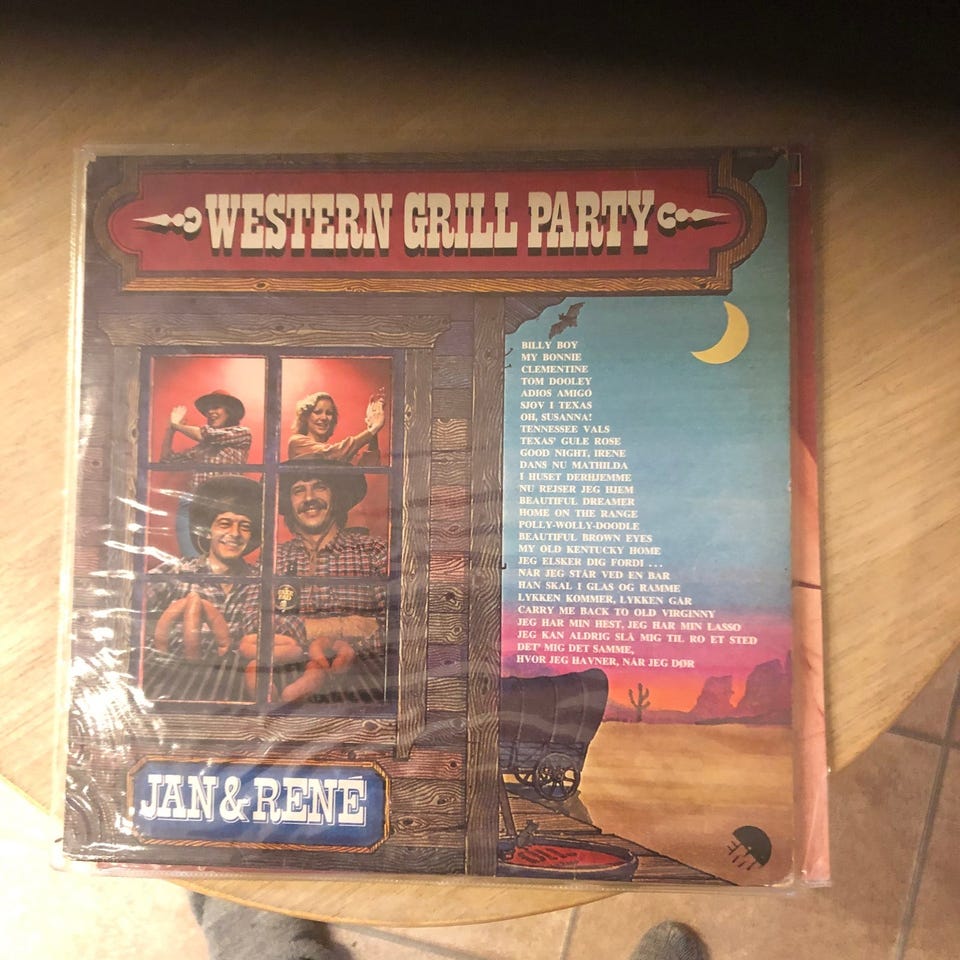 WESTERN GRILL PARTY
BILLY BOY
MY BONNIE
CLEMENTINE
TOM DOOLEY
ADIOS AMIGO
SJOV I TEXAS
OH, SUSANNA!
TENNESSEE VALS
TEXAS' GULE ROSE
GOOD NIGHT, IRENE
DANS NU MATHILDA
I HUSET DERHJEMME
NU REJSER JEG HJEM
BEAUTIFUL DREAMER
HOME ON THE RANGE
POLLY-WOLLY-DOODLE
BEAUTIFUL BROWN EYES
MY OLD KENTUCKY HOME
JEG ELSKER DIG FORDI ...
NÅR JEG STÅR VED EN BAR
HAN SKAL I GLAS OG RAMME
LYKKEN KOMMER, LYKKEN GÅR
CARRY ME BACK TO OLD VIRGINNY
JEG HAR MIN HEST, JEG HAR MIN LASSO
JEG KAN ALDRIG SLÅ MIG TIL RO ET STED
DET' MIG DET SAMME,
HVOR JEG HAVNER, NÅR JEG DØR
JAN & RENÉ
EMI